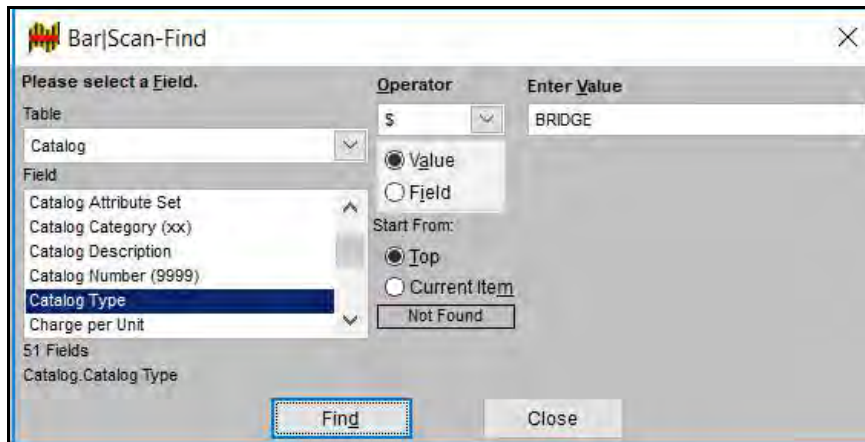 Bar|Scan-Find
Please select a Field.
Table
Catalog
Field
Catalog Attribute Set
Catalog Category (xx)
Catalog Description
Catalog Number (9999)
Catalog Type
Charge per Unit
51 Fields
Catalog.Catalog Type
Operator
$
Value
Field
Start From:
Top
Current Item
Not Found
Enter Value
BRIDGE
Find
Close